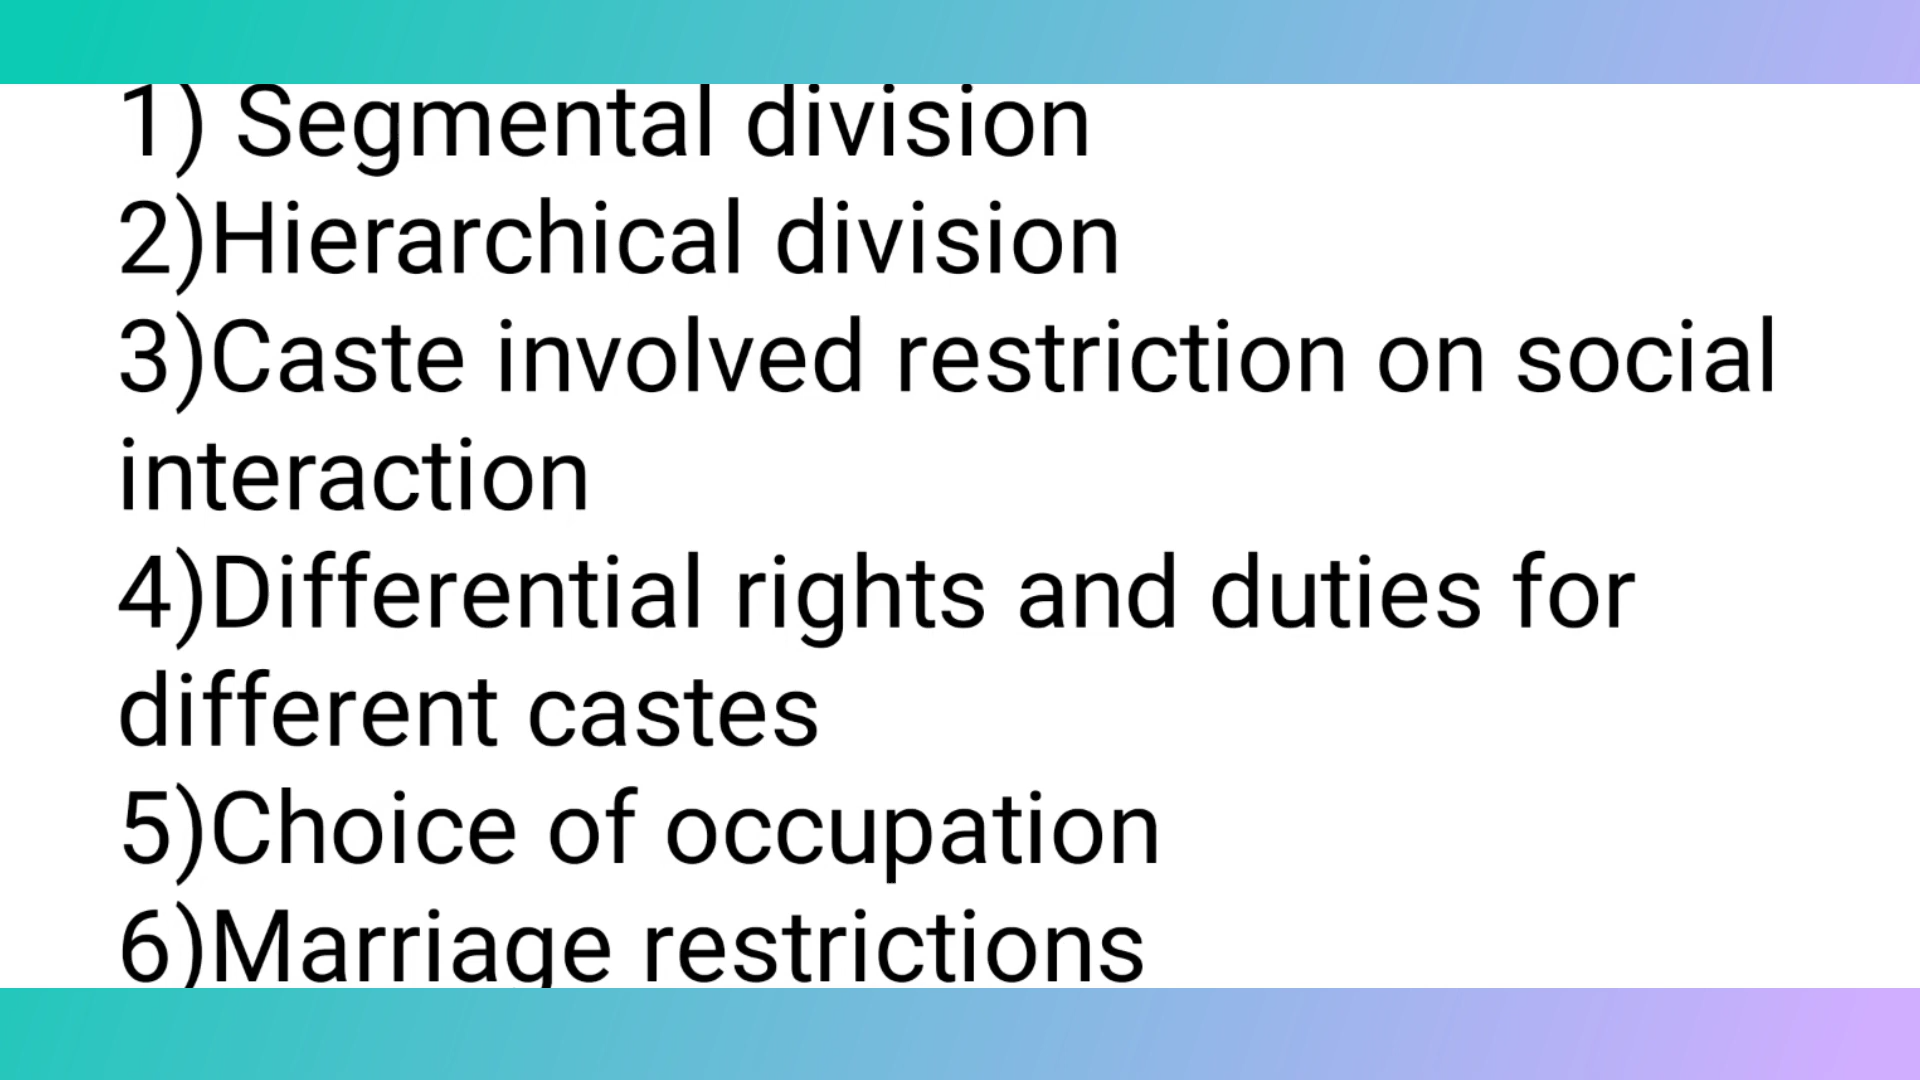 1) Segmental division
2)Hierarchical division
3)Caste involved restriction on social
interaction
4)Differential rights and duties for
different castes
5)Choice of occupation
6)Marriage restrictions